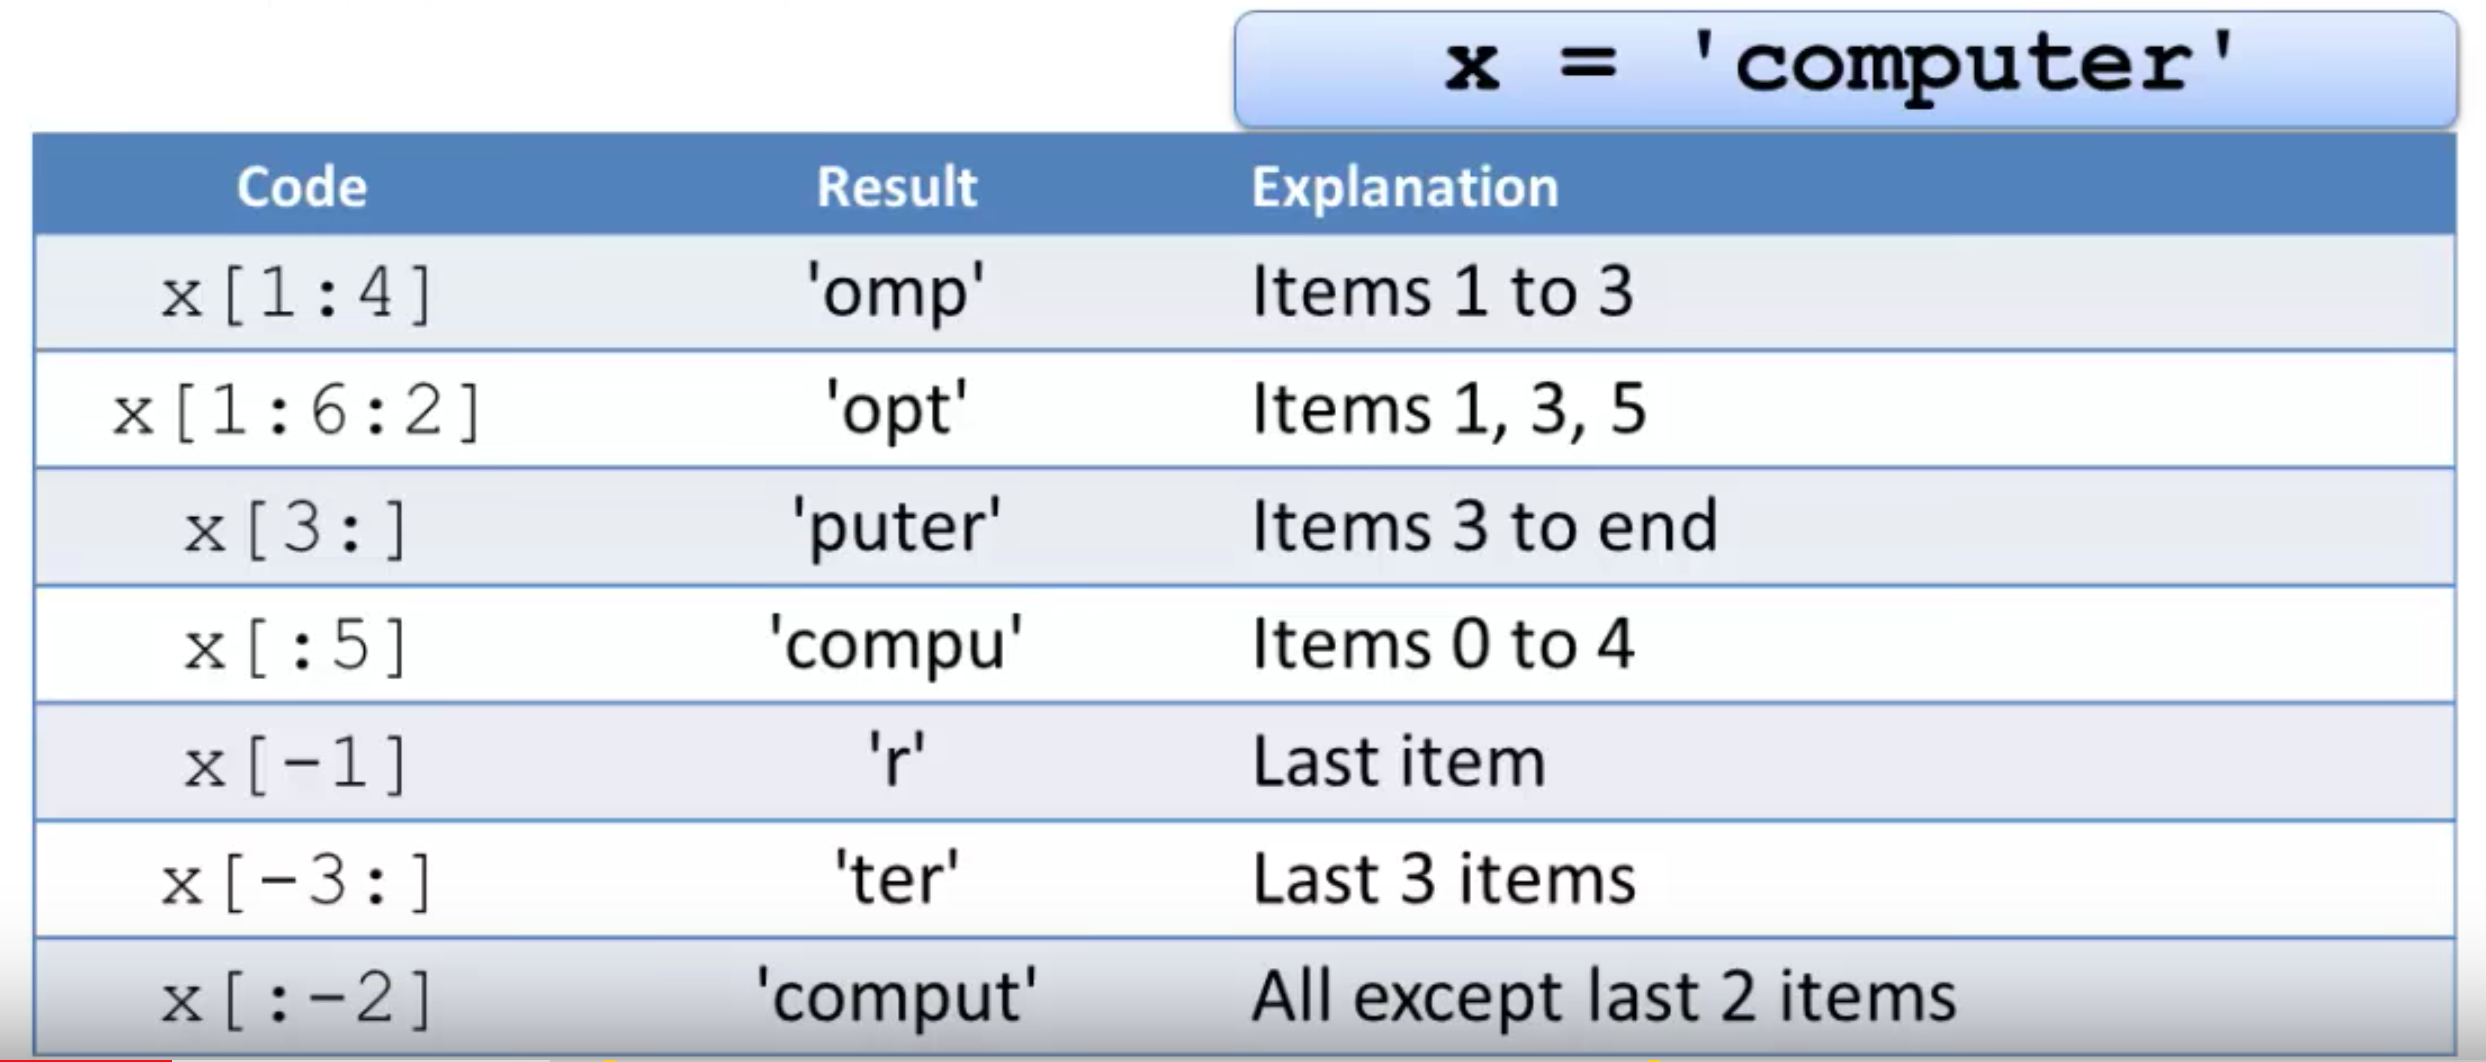 x = 'computer'
Code Result Explanation
x[1:4] 'omp' Items 1 to 3
x[1:6:2] 'opt' Items 1, 3, 5
x[3:] 'puter' Items 3 to end
x[:5] 'compu' Items 0 to 4
x[-1] 'r' Last item
x[-3:] 'ter' Last 3 items
x[:-2] 'comput' All except last 2 items